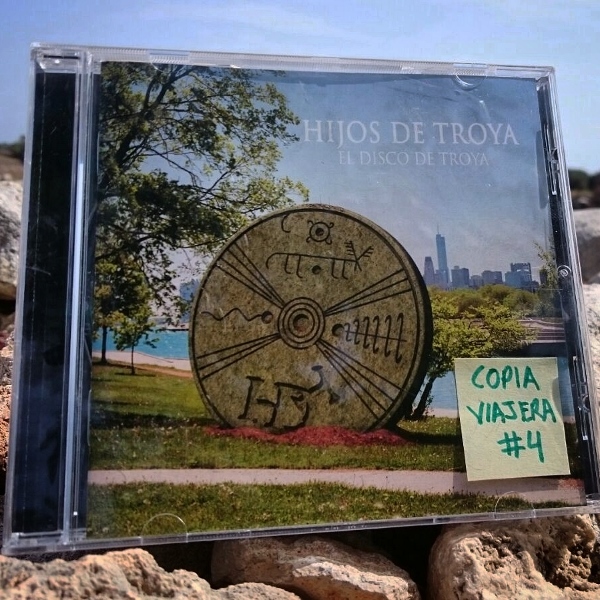 HIJOS DE TROYA
EL DISCO DE TROYA
COPIA
VIAJERA
#4